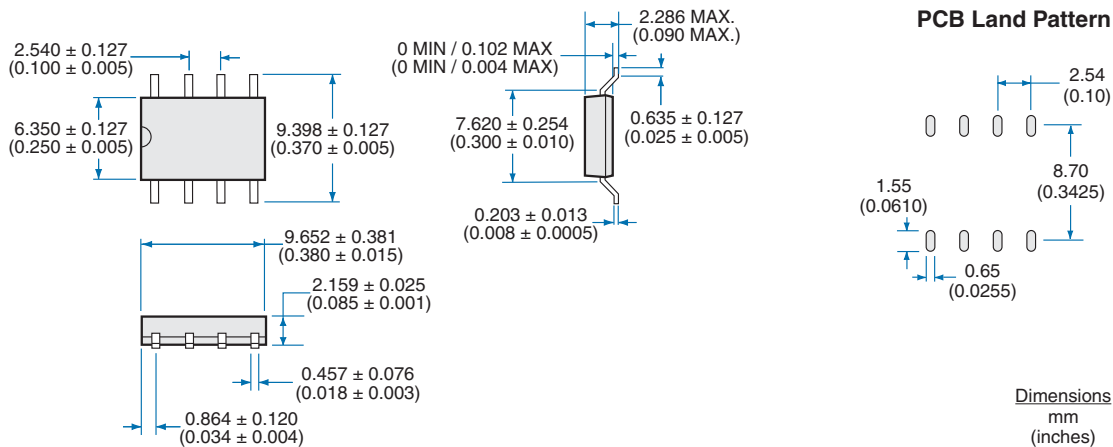 2.540 ± 0.127
(0.100 ± 0.005)
6.350 ± 0.127
(0.250 ± 0.005)
9.398 ± 0.127
(0.370 ± 0.005)
9.652 ± 0.381
(0.380 ± 0.015)
2.159 ± 0.025
(0.085 ± 0.001)
0.457 ± 0.076
(0.018 ± 0.003)
0.864 ± 0.120
(0.034 ± 0.004)
2.286 MAX.
(0.090 MAX.)
0 MIN / 0.102 MAX
(0 MIN / 0.004 MAX)
7.620 ± 0.254
(0.300 ± 0.010)
0.635 ± 0.127
(0.025 ± 0.005)
0.203 ± 0.013
(0.008 ± 0.0005)
PCB Land Pattern
2.54
(0.10)
8.70
(0.3425)
1.55
(0.0610)
0.65
(0.0255)
Dimensions
mm
(inches)